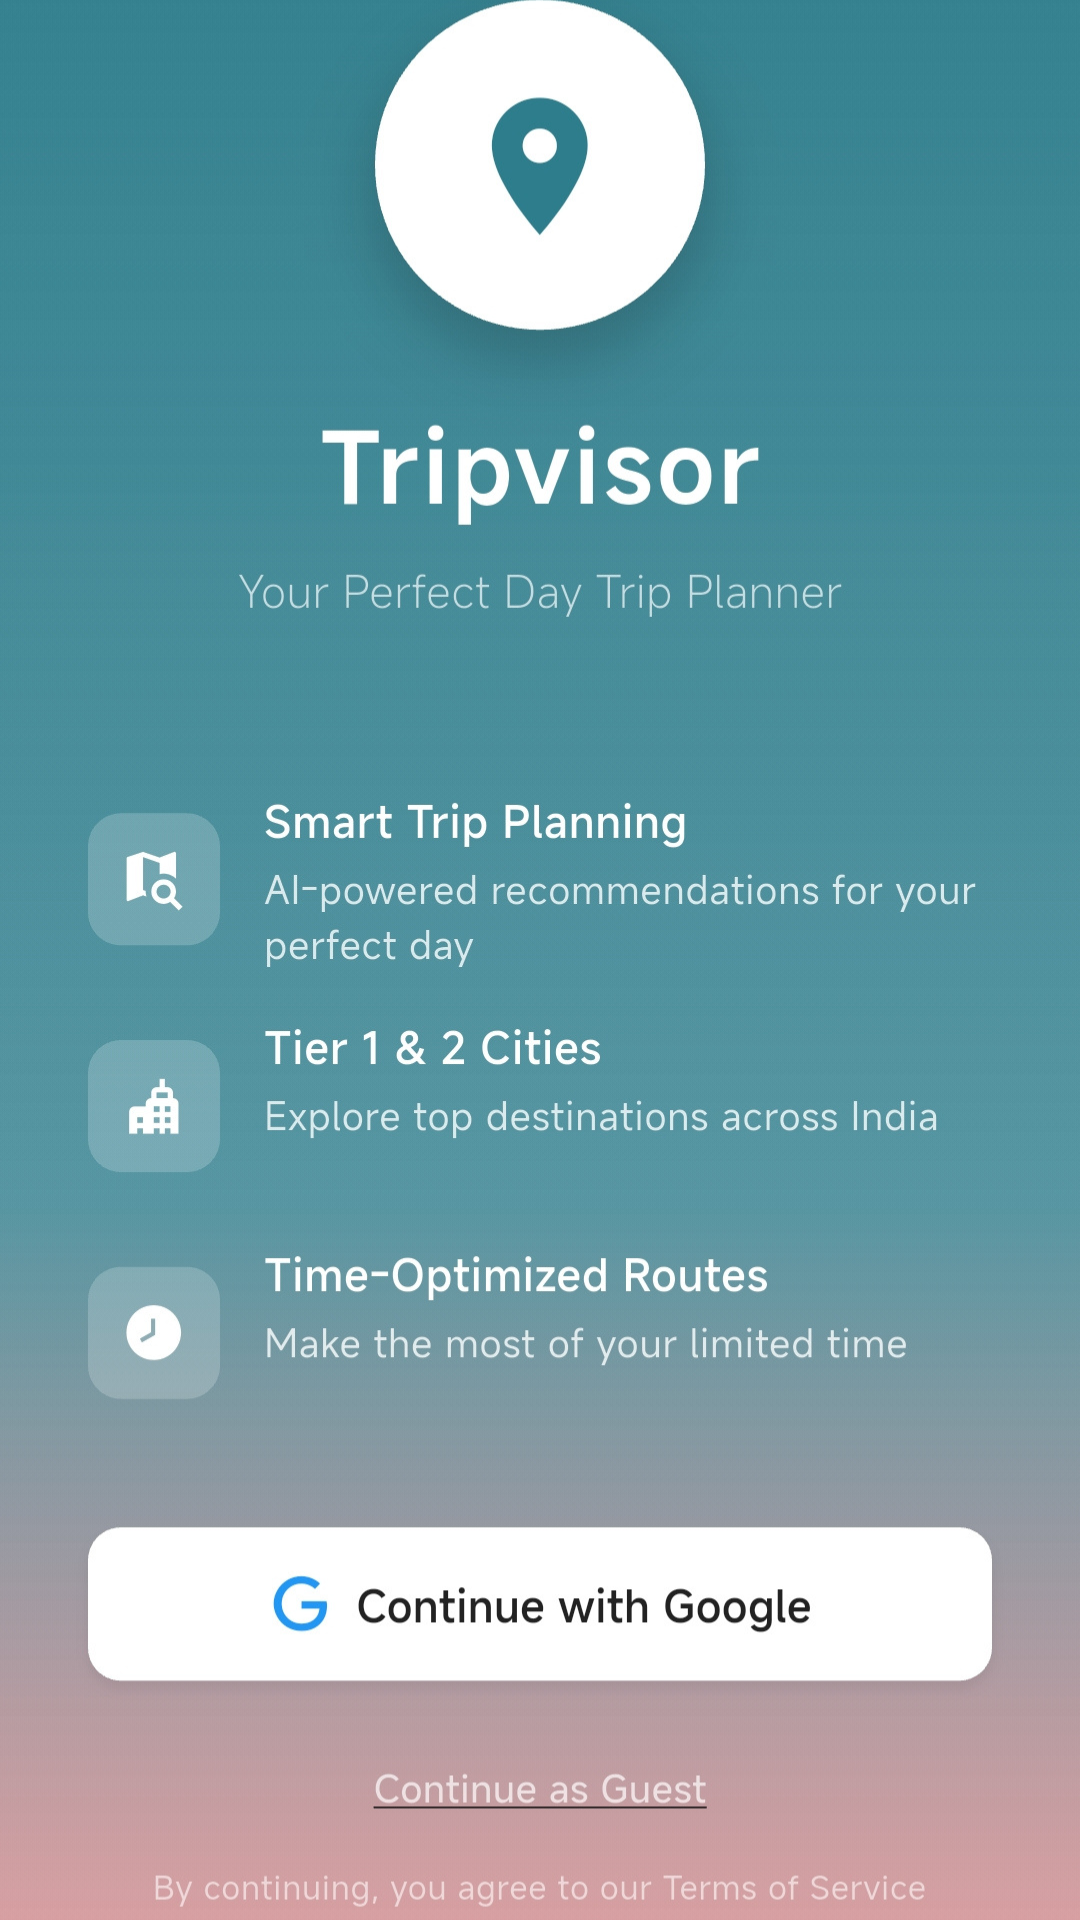 Tripvisor
Your Perfect Day Trip Planner
Smart Trip Planning
AI-powered recommendations for your
perfect day
Tier 1 & 2 Cities
Explore top destinations across India
Time-Optimized Routes
Make the most of your limited time
G Continue with Google
Continue as Guest
By continuing, you agree to our Terms of Service